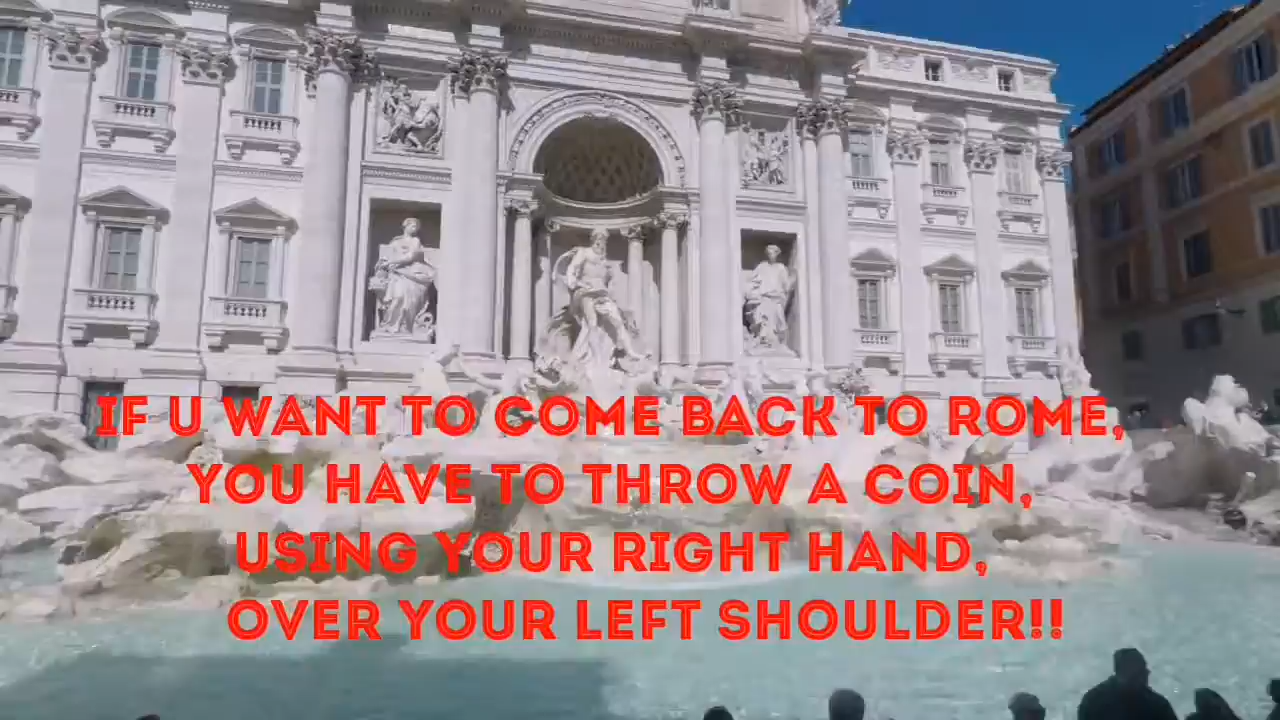 IF U WANT TO COME BACK TO ROME,
YOU HAVE TO THROW A COIN,
USING YOUR RIGHT HAND,
OVER YOUR LEFT SHOULDER!!